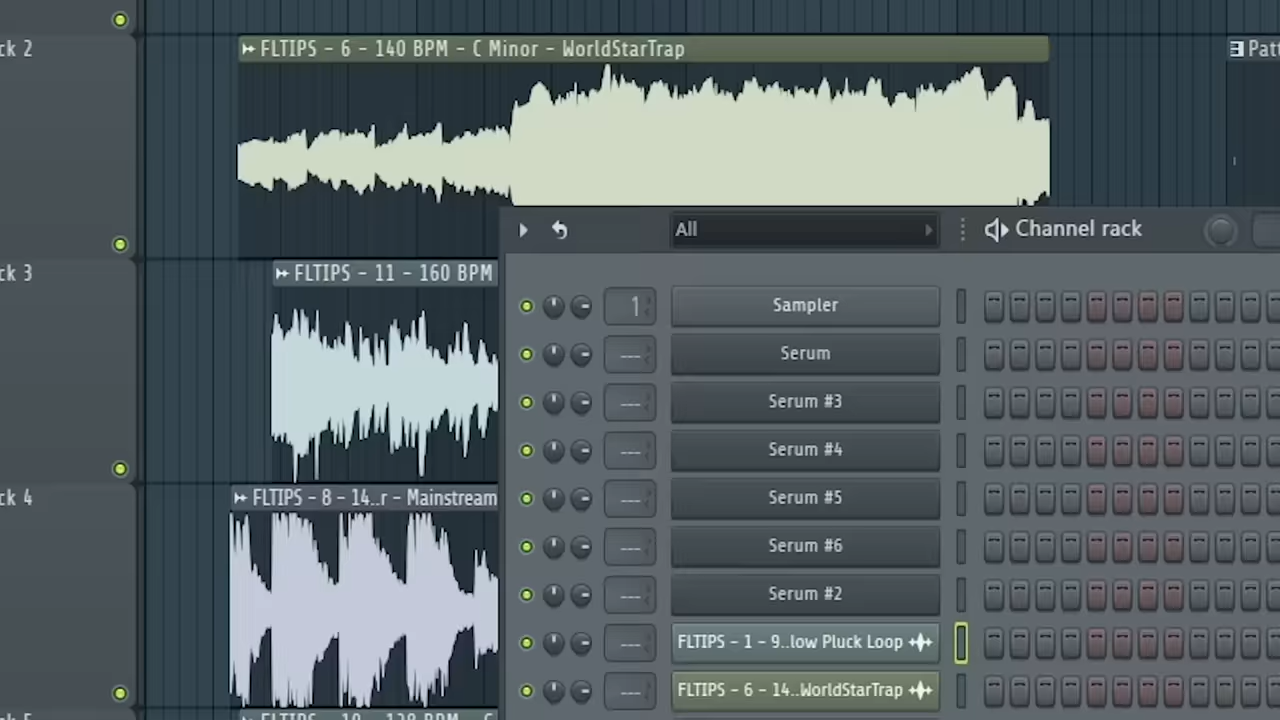 ck 2
FLTIPS - 6 - 140 BPM - C Minor - WorldStarTrap
Patt
All
Channel rack
ck 3
FLTIPS - 11 - 160 BPM
1
Sampler
---
Serum
---
Serum #3
---
Serum #4
ck 4
FLTIPS - 8 - 14..r - Mainstream
---
Serum #5
---
Serum #6
---
Serum #2
---
FLTIPS - 1 - 9..low Pluck Loop
---
FLTIPS - 6 - 14..WorldStarTrap